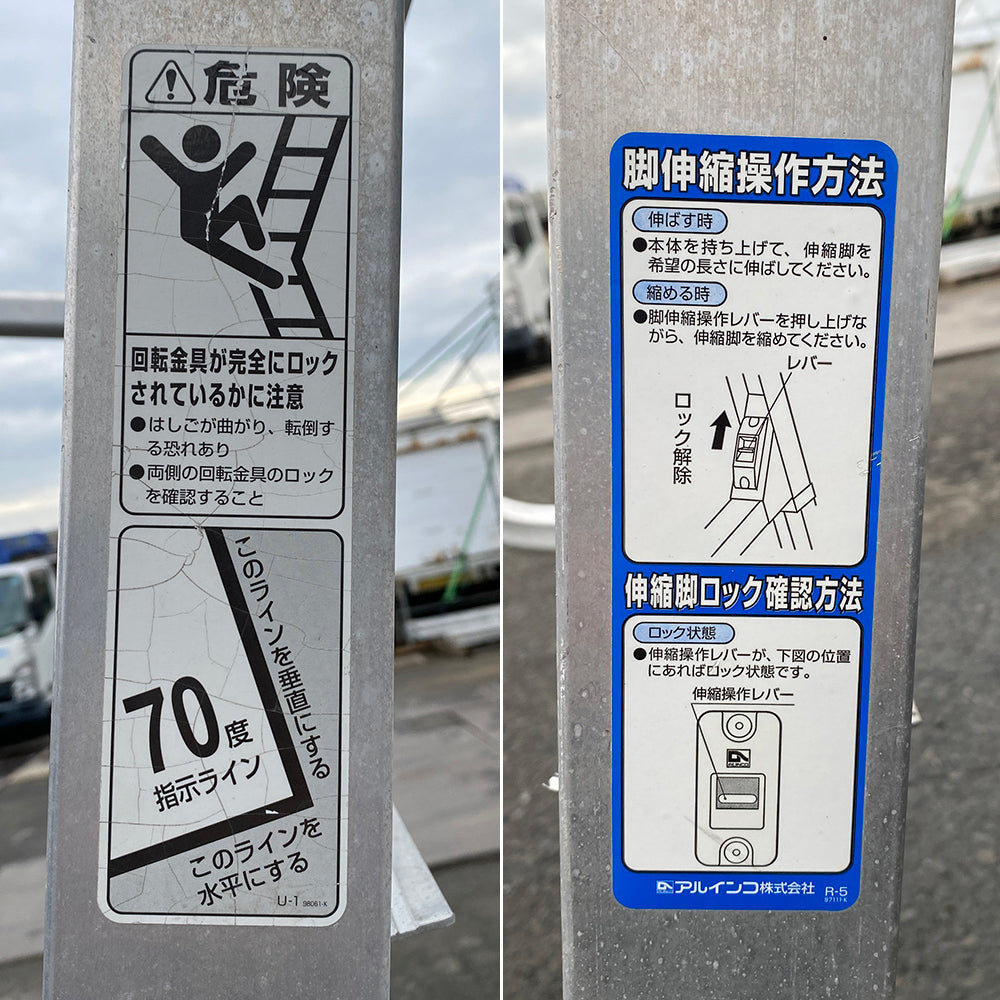 危険
回転金具が完全にロック
されているかに注意
●はしごが曲がり、転倒す
る恐れあり
●両側の回転金具のロック
を確認すること
このラインを垂直にする
70度
指示ライン
このラインを
水平にする
U-1 98061-K
脚伸縮操作方法
伸ばす時
●本体を持ち上げて、伸縮脚を
希望の長さに伸ばしてください。
縮める時
●脚伸縮操作レバーを押し上げな
がら、伸縮脚を縮めてください。
レバー
ロック解除
伸縮脚ロック確認方法
ロック状態
●伸縮操作レバーが、下図の位置
にあればロック状態です。
伸縮操作レバー
ALINCO
アルインコ株式会社 R-5
97111-K